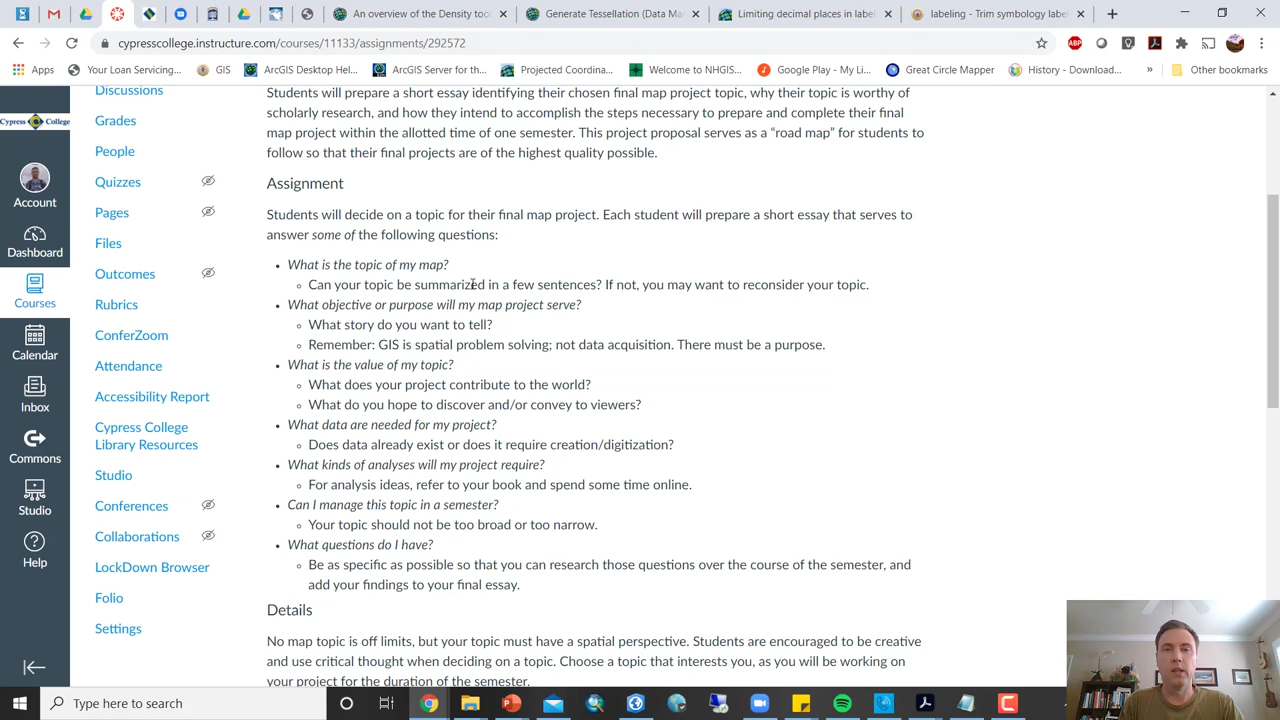 An overview of the Density too
Generate Tessellation (Data Ma
Limiting decimal places in label
labeling - Trim symbology labe
cypresscollege.instructure.com/courses/11133/assignments/292572
ABP
Apps
Your Loan Servicing...
GIS
ArcGIS Desktop Hel...
ArcGIS Server for th...
Projected Coordina...
Welcome to NHGIS...
Google Play - My Li...
Great Circle Mapper
History - Download...
Other bookmarks
Cypress College
Account
Dashboard
Courses
Calendar
Inbox
Commons
Studio
Help
Discussions
Grades
People
Quizzes
Pages
Files
Outcomes
Rubrics
ConferZoom
Attendance
Accessibility Report
Cypress College
Library Resources
Studio
Conferences
Collaborations
LockDown Browser
Folio
Settings
Students will prepare a short essay identifying their chosen final map project topic, why their topic is worthy of
scholarly research, and how they intend to accomplish the steps necessary to prepare and complete their final
map project within the allotted time of one semester. This project proposal serves as a “road map” for students to
follow so that their final projects are of the highest quality possible.
Assignment
Students will decide on a topic for their final map project. Each student will prepare a short essay that serves to
answer some of the following questions:
What is the topic of my map?
Can your topic be summarized in a few sentences? If not, you may want to reconsider your topic.
What objective or purpose will my map project serve?
What story do you want to tell?
Remember: GIS is spatial problem solving; not data acquisition. There must be a purpose.
What is the value of my topic?
What does your project contribute to the world?
What do you hope to discover and/or convey to viewers?
What data are needed for my project?
Does data already exist or does it require creation/digitization?
What kinds of analyses will my project require?
For analysis ideas, refer to your book and spend some time online.
Can I manage this topic in a semester?
Your topic should not be too broad or too narrow.
What questions do I have?
Be as specific as possible so that you can research those questions over the course of the semester, and
add your findings to your final essay.
Details
No map topic is off limits, but your topic must have a spatial perspective. Students are encouraged to be creative
and use critical thought when deciding on a topic. Choose a topic that interests you, as you will be working on
your project for the duration of the semester.
Type here to search